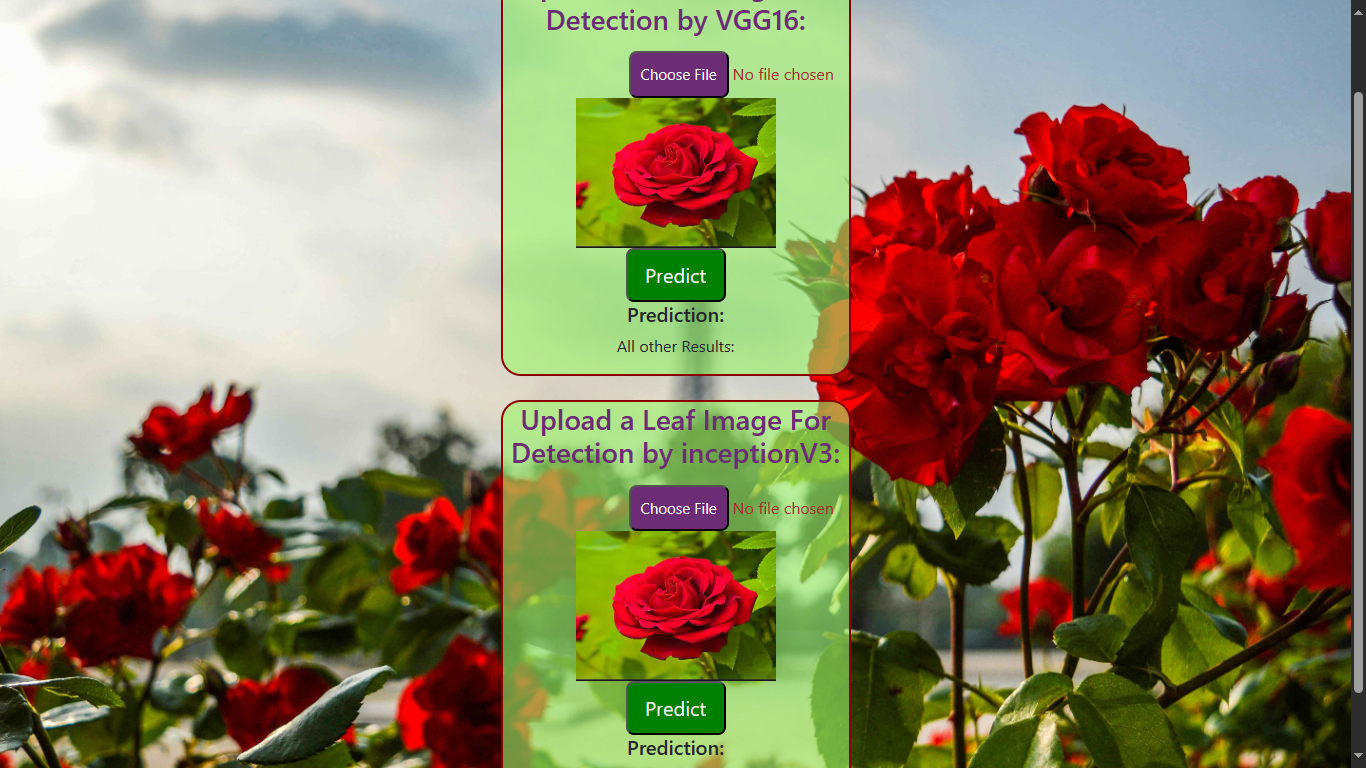 Detection by VGG16:
Choose File No file chosen
Predict
Prediction:
All other Results:
Upload a Leaf Image For
Detection by inceptionV3:
Choose File No file chosen
Predict
Prediction: